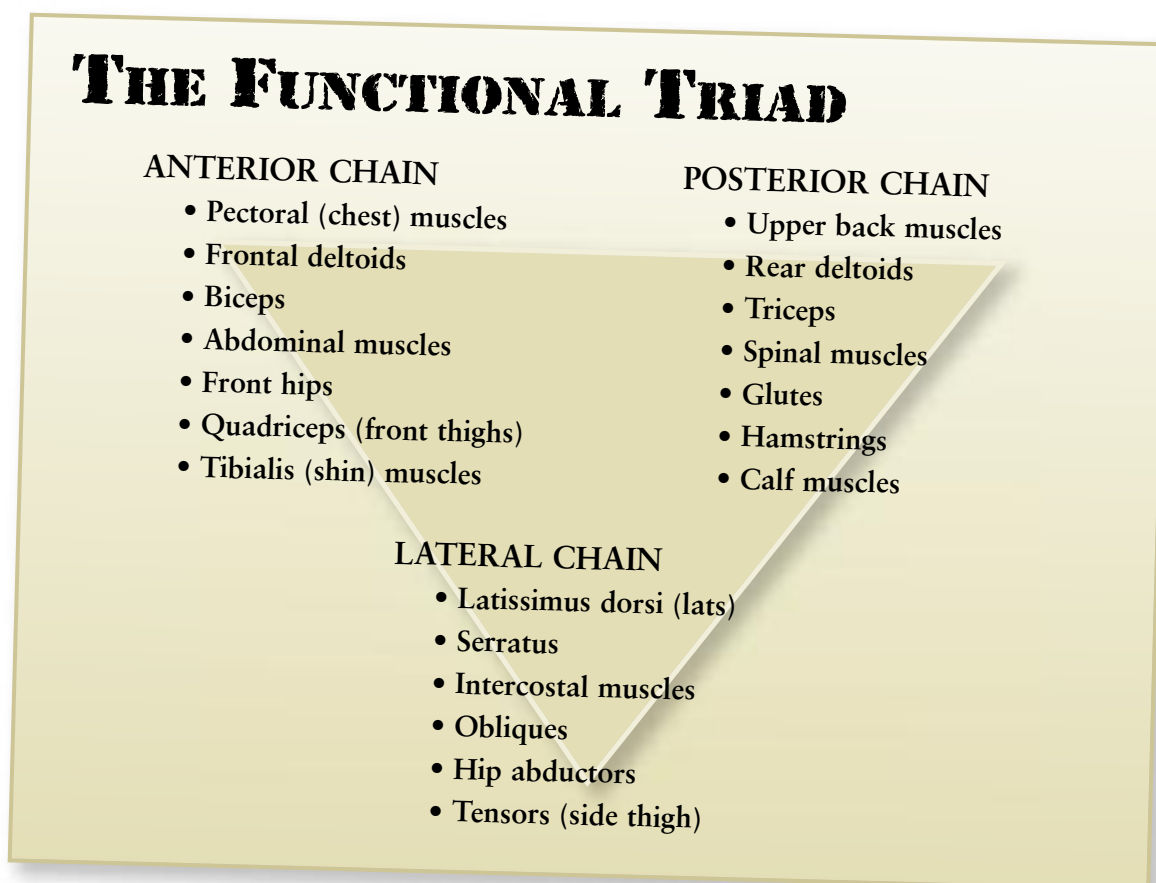 THE FUNCTIONAL TRIAD
ANTERIOR CHAIN
• Pectoral (chest) muscles
• Frontal deltoids
• Biceps
• Abdominal muscles
• Front hips
• Quadriceps (front thighs)
• Tibialis (shin) muscles
POSTERIOR CHAIN
• Upper back muscles
• Rear deltoids
• Triceps
• Spinal muscles
• Glutes
• Hamstrings
• Calf muscles
LATERAL CHAIN
• Latissimus dorsi (lats)
• Serratus
• Intercostal muscles
• Obliques
• Hip abductors
• Tensors (side thigh)